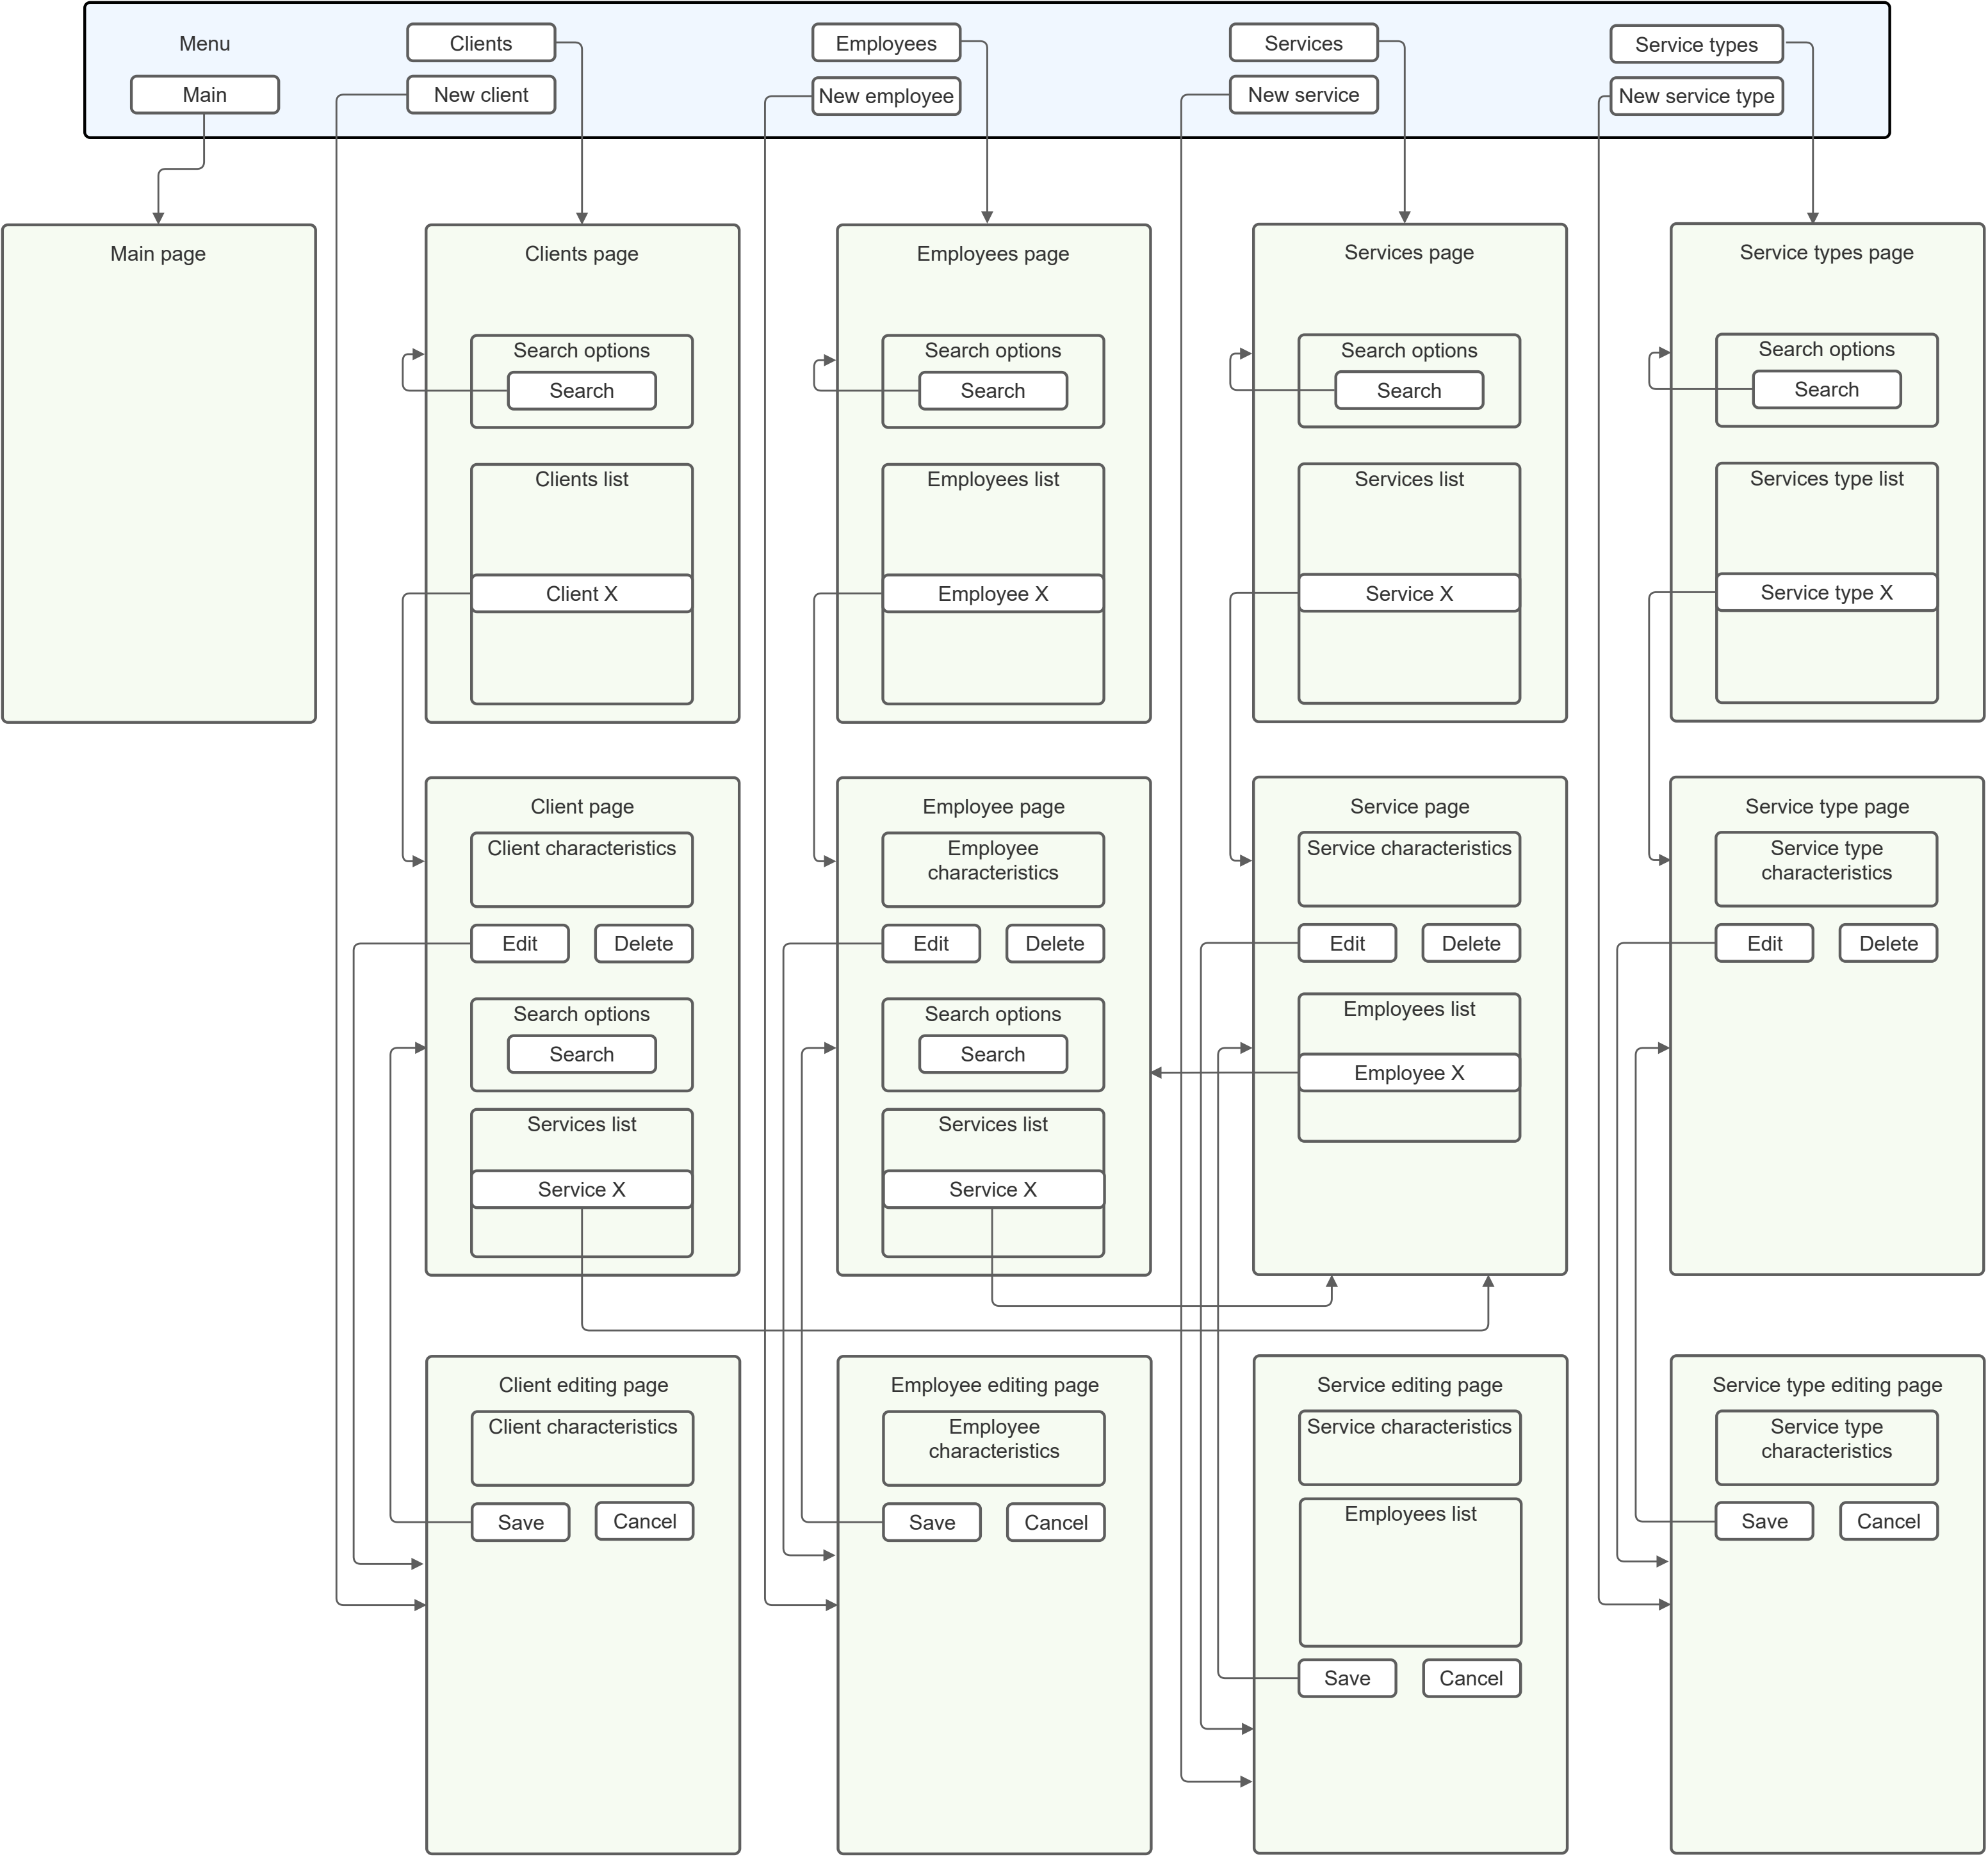 Menu
Main
Clients
New client
Employees
New employee
Services
New service
Service types
New service type
Main page
Clients page
Search options
Search
Clients list
Client X
Employees page
Search options
Search
Employees list
Employee X
Services page
Search options
Search
Services list
Service X
Service types page
Search options
Search
Services type list
Service type X
Client page
Client characteristics
Edit
Delete
Search options
Search
Services list
Service X
Employee page
Employee
characteristics
Edit
Delete
Search options
Search
Services list
Service X
Service page
Service characteristics
Edit
Delete
Employees list
Employee X
Service type page
Service type
characteristics
Edit
Delete
Client editing page
Client characteristics
Save
Cancel
Employee editing page
Employee
characteristics
Save
Cancel
Service editing page
Service characteristics
Employees list
Save
Cancel
Service type editing page
Service type
characteristics
Save
Cancel